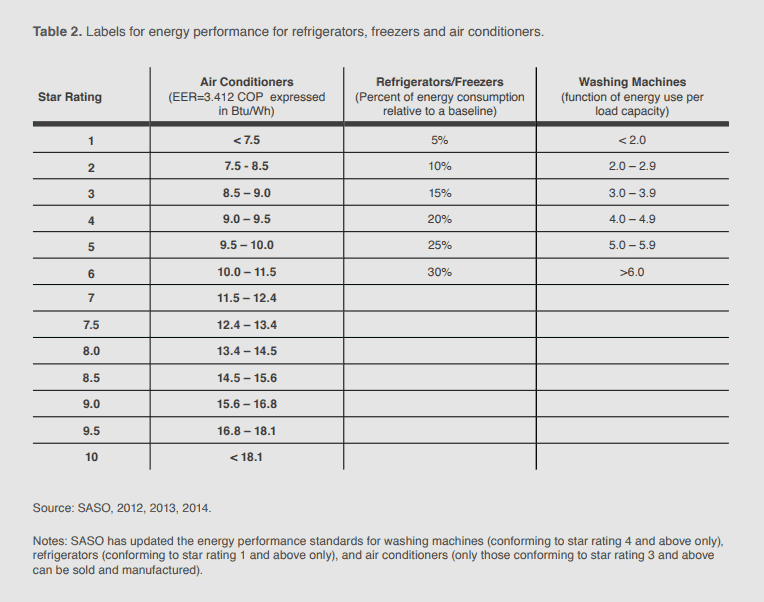 Table 2. Labels for energy performance for refrigerators, freezers and air conditioners.
Star Rating
Air Conditioners
(EER=3.412 COP expressed
in Btu/Wh)
Refrigerators/Freezers
(Percent of energy consumption
relative to a baseline)
Washing Machines
(function of energy use per
load capacity)
1 < 7.5 5% < 2.0
2 7.5 - 8.5 10% 2.0 – 2.9
3 8.5 – 9.0 15% 3.0 – 3.9
4 9.0 – 9.5 20% 4.0 – 4.9
5 9.5 – 10.0 25% 5.0 – 5.9
6 10.0 – 11.5 30% >6.0
7 11.5 – 12.4
7.5 12.4 – 13.4
8.0 13.4 – 14.5
8.5 14.5 – 15.6
9.0 15.6 – 16.8
9.5 16.8 – 18.1
10 < 18.1
Source: SASO, 2012, 2013, 2014.
Notes: SASO has updated the energy performance standards for washing machines (conforming to star rating 4 and above only),
refrigerators (conforming to star rating 1 and above only), and air conditioners (only those conforming to star rating 3 and above
can be sold and manufactured).